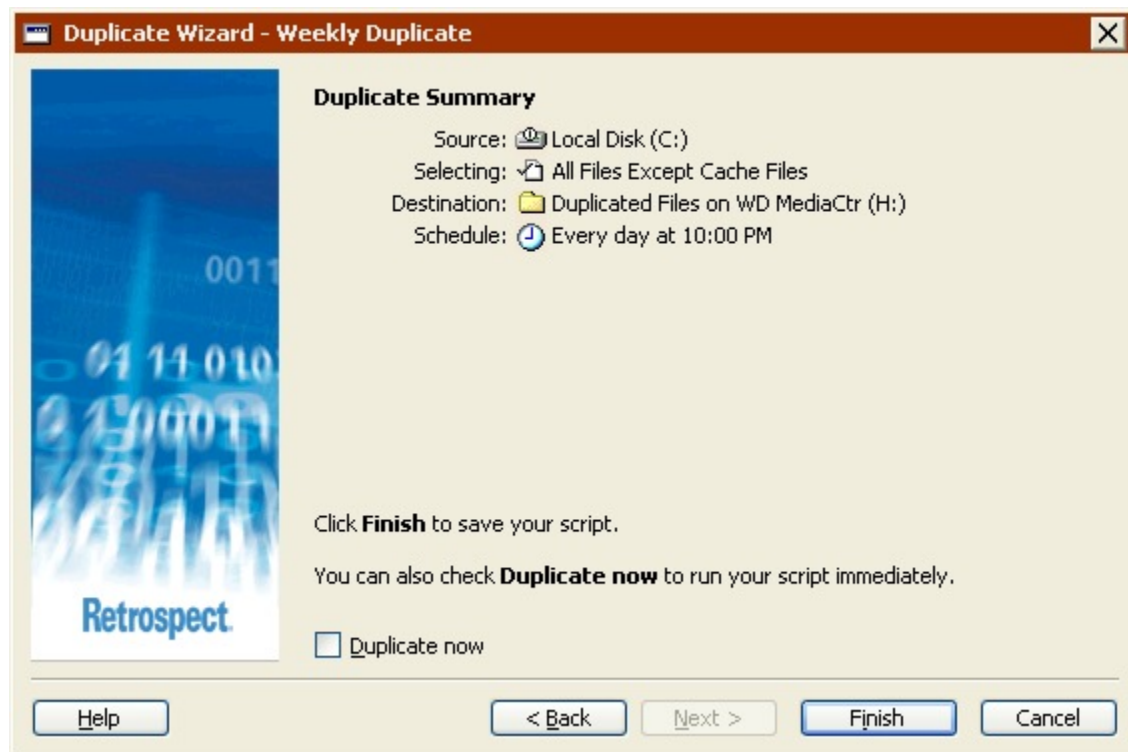 Duplicate Wizard - Weekly Duplicate
Duplicate Summary
Source: Local Disk (C:)
Selecting: All Files Except Cache Files
Destination: Duplicated Files on WD MediaCtr (H:)
Schedule: Every day at 10:00 PM
0011
01 11 010
0 1 00011
Retrospect.
Click Finish to save your script.
You can also check Duplicate now to run your script immediately.
Duplicate now
Help
< Back
Next >
Finish
Cancel